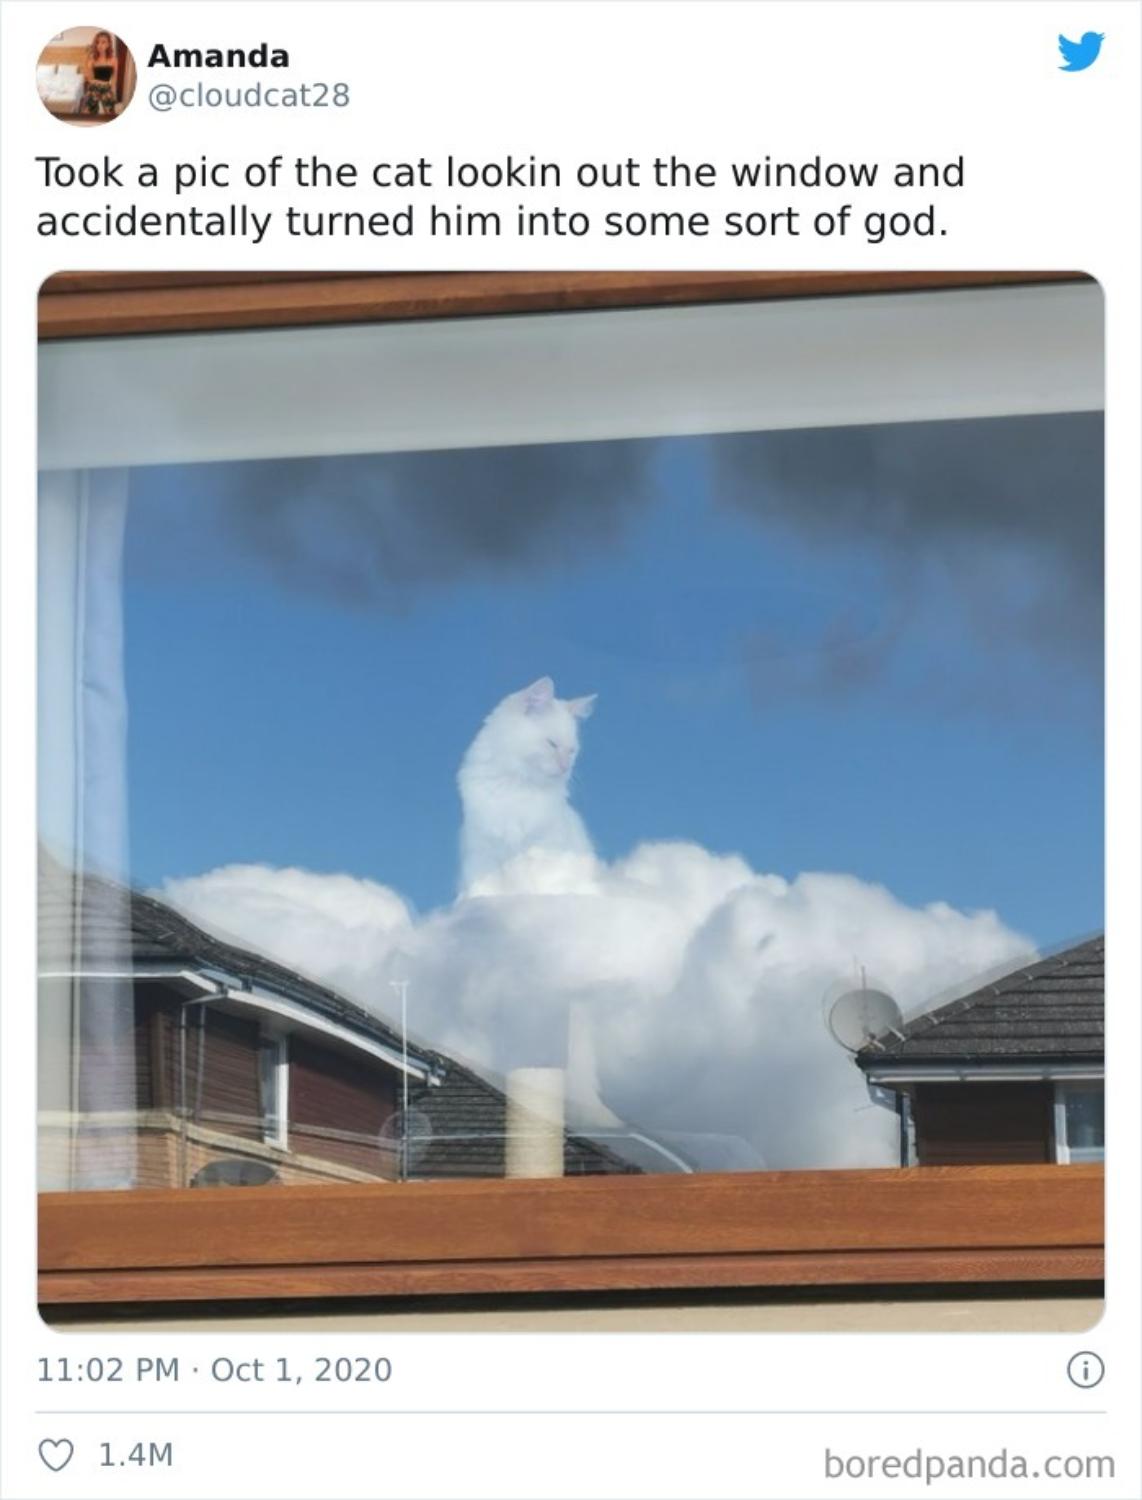 Amanda
@cloudcat28
Took a pic of the cat lookin out the window and
accidentally turned him into some sort of god.
11:02 PM · Oct 1, 2020
1.4M
boredpanda.com